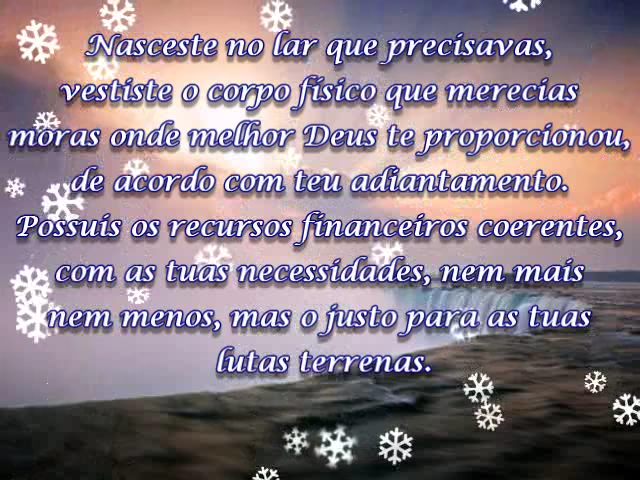 Nasceste no lar que precisavas,
vestiste o corpo físico que merecias
moras onde melhor Deus te proporcionou,
de acordo com teu adiantamento.
Possuis os recursos financeiros coerentes,
com as tuas necessidades, nem mais
nem menos, mas o justo para as tuas
lutas terrenas.